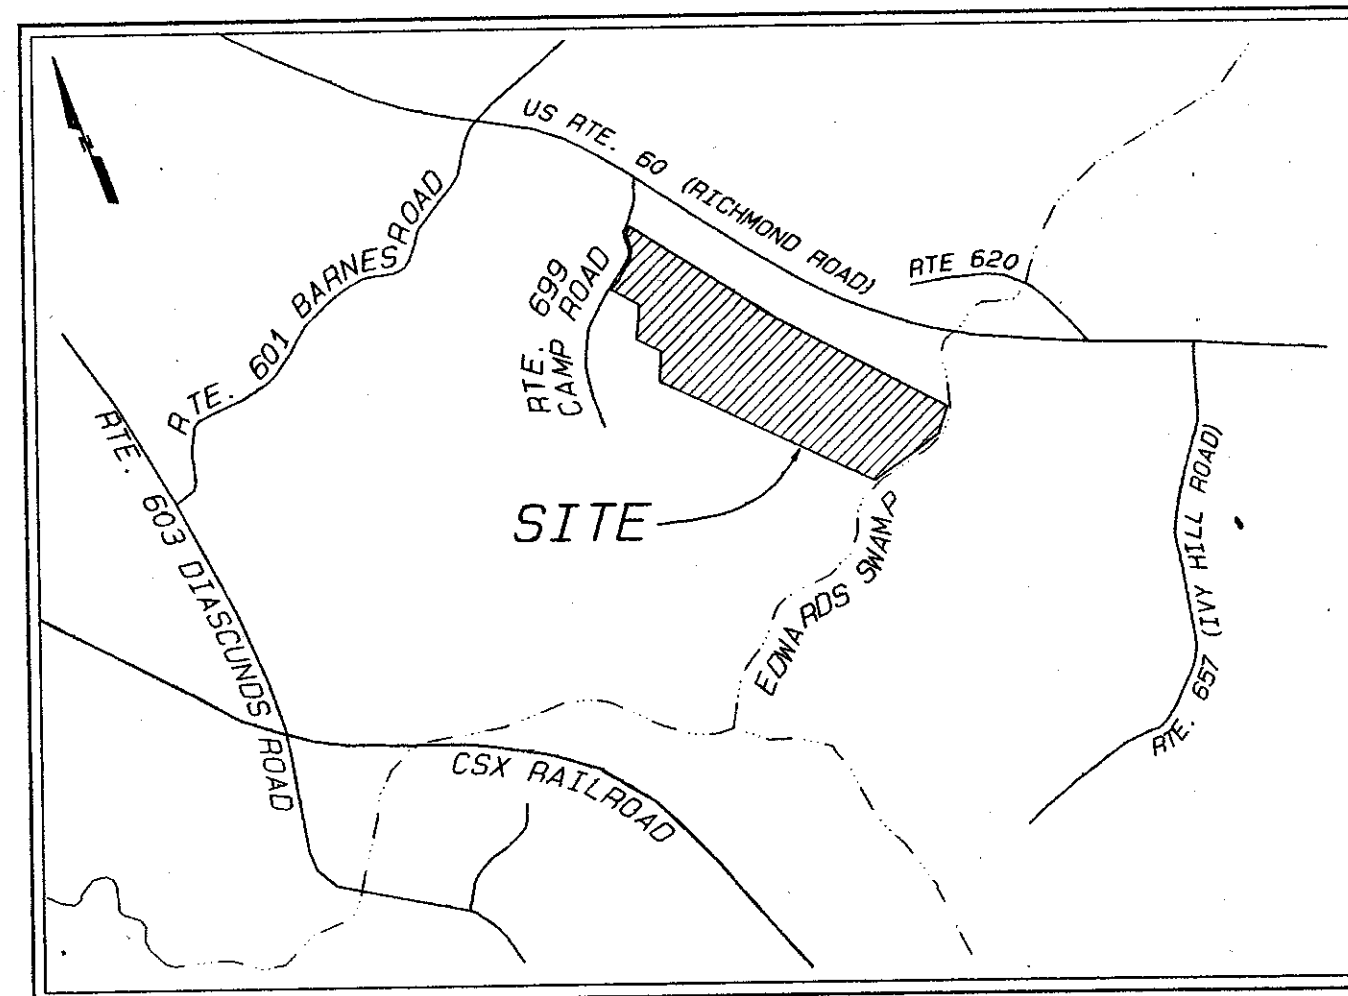 N
US RTE. 60 (RICHMOND ROAD)
RTE 620
RTE. 601 BARNES ROAD
RTE. 699
CAMP ROAD
RTE. 603 DIASCUNDS ROAD
SITE
EDWARDS SWAMP
RTE. 657 (IVY HILL ROAD)
CSX RAILROAD